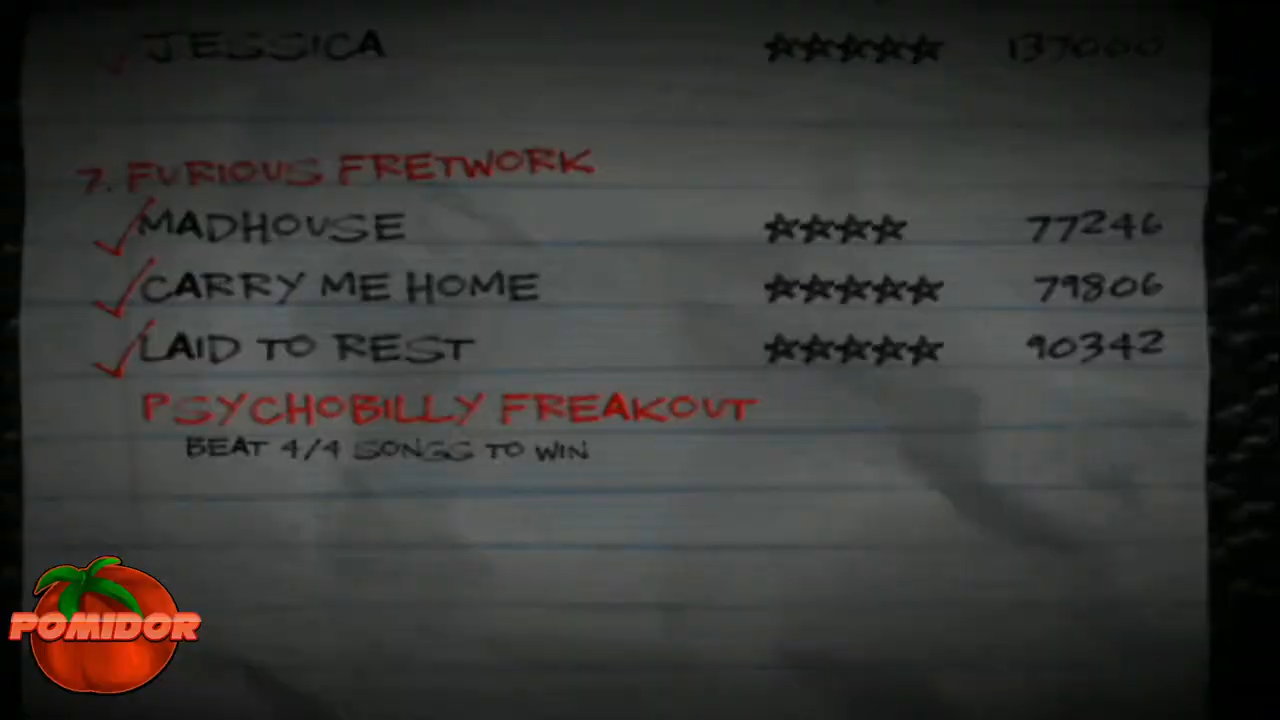 JESSICA ☆☆☆☆☆ 137000
7. FURIOUS FRETWORK
MADHOUSE ☆☆☆☆ 77246
CARRY ME HOME ☆☆☆☆☆ 79806
LAID TO REST ☆☆☆☆☆ 90342
PSYCHOBILLY FREAKOUT
BEAT 4/4 SONGS TO WIN
POMIDOR